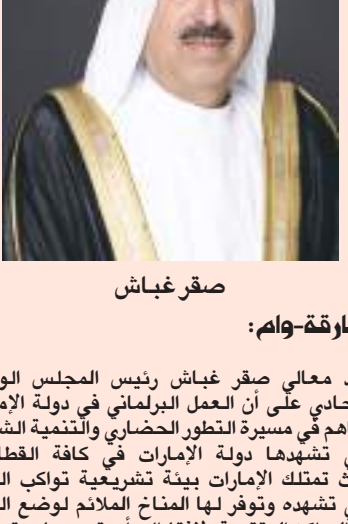 صقر غباش
ارقة-وام:
معالي صقر غباش رئيس المجلس الو
حادي على أن العمل البرلماني في دولة الإم
اهم في مسيرة التطور الحضاري والتنمية الش
تشهدها دولة الإمارات في كافة القطا
تمتلك الإمارات بيئة تشريعية تواكب ال
تشهده وتوفر لها المناخ الملائم لوضع ال